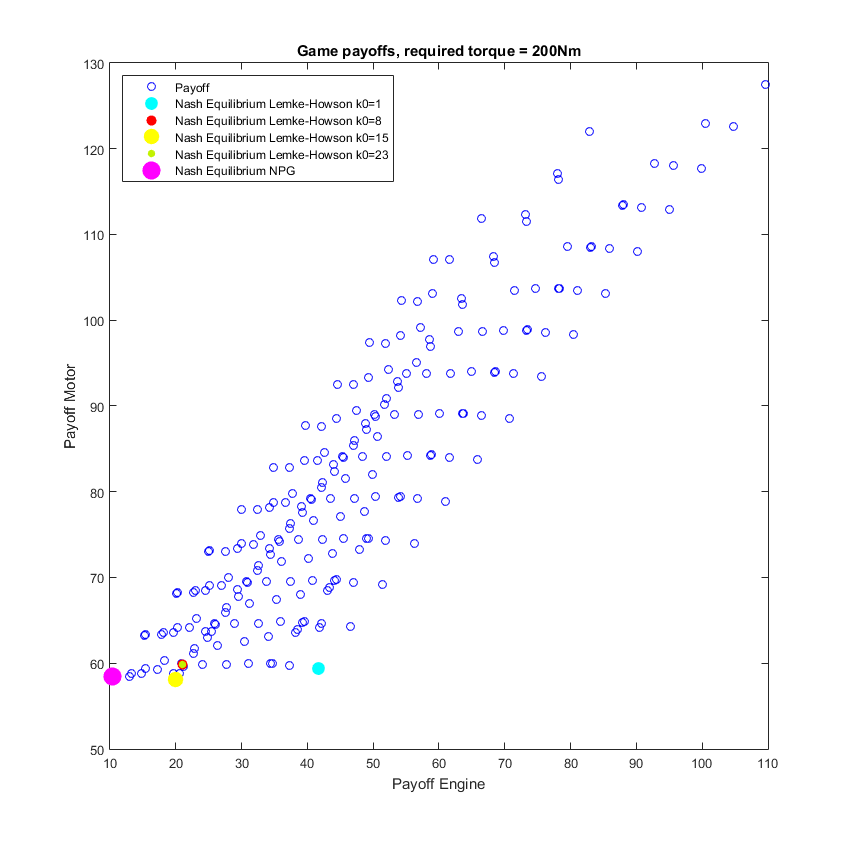 Game payoffs, required torque = 200Nm
130
120
110
100
90
80
70
60
50
Payoff Motor
Payoff
Nash Equilibrium Lemke-Howson k0=1
Nash Equilibrium Lemke-Howson k0=8
Nash Equilibrium Lemke-Howson k0=15
Nash Equilibrium Lemke-Howson k0=23
Nash Equilibrium NPG
10 20 30 40 50 60 70 80 90 100 110
Payoff Engine